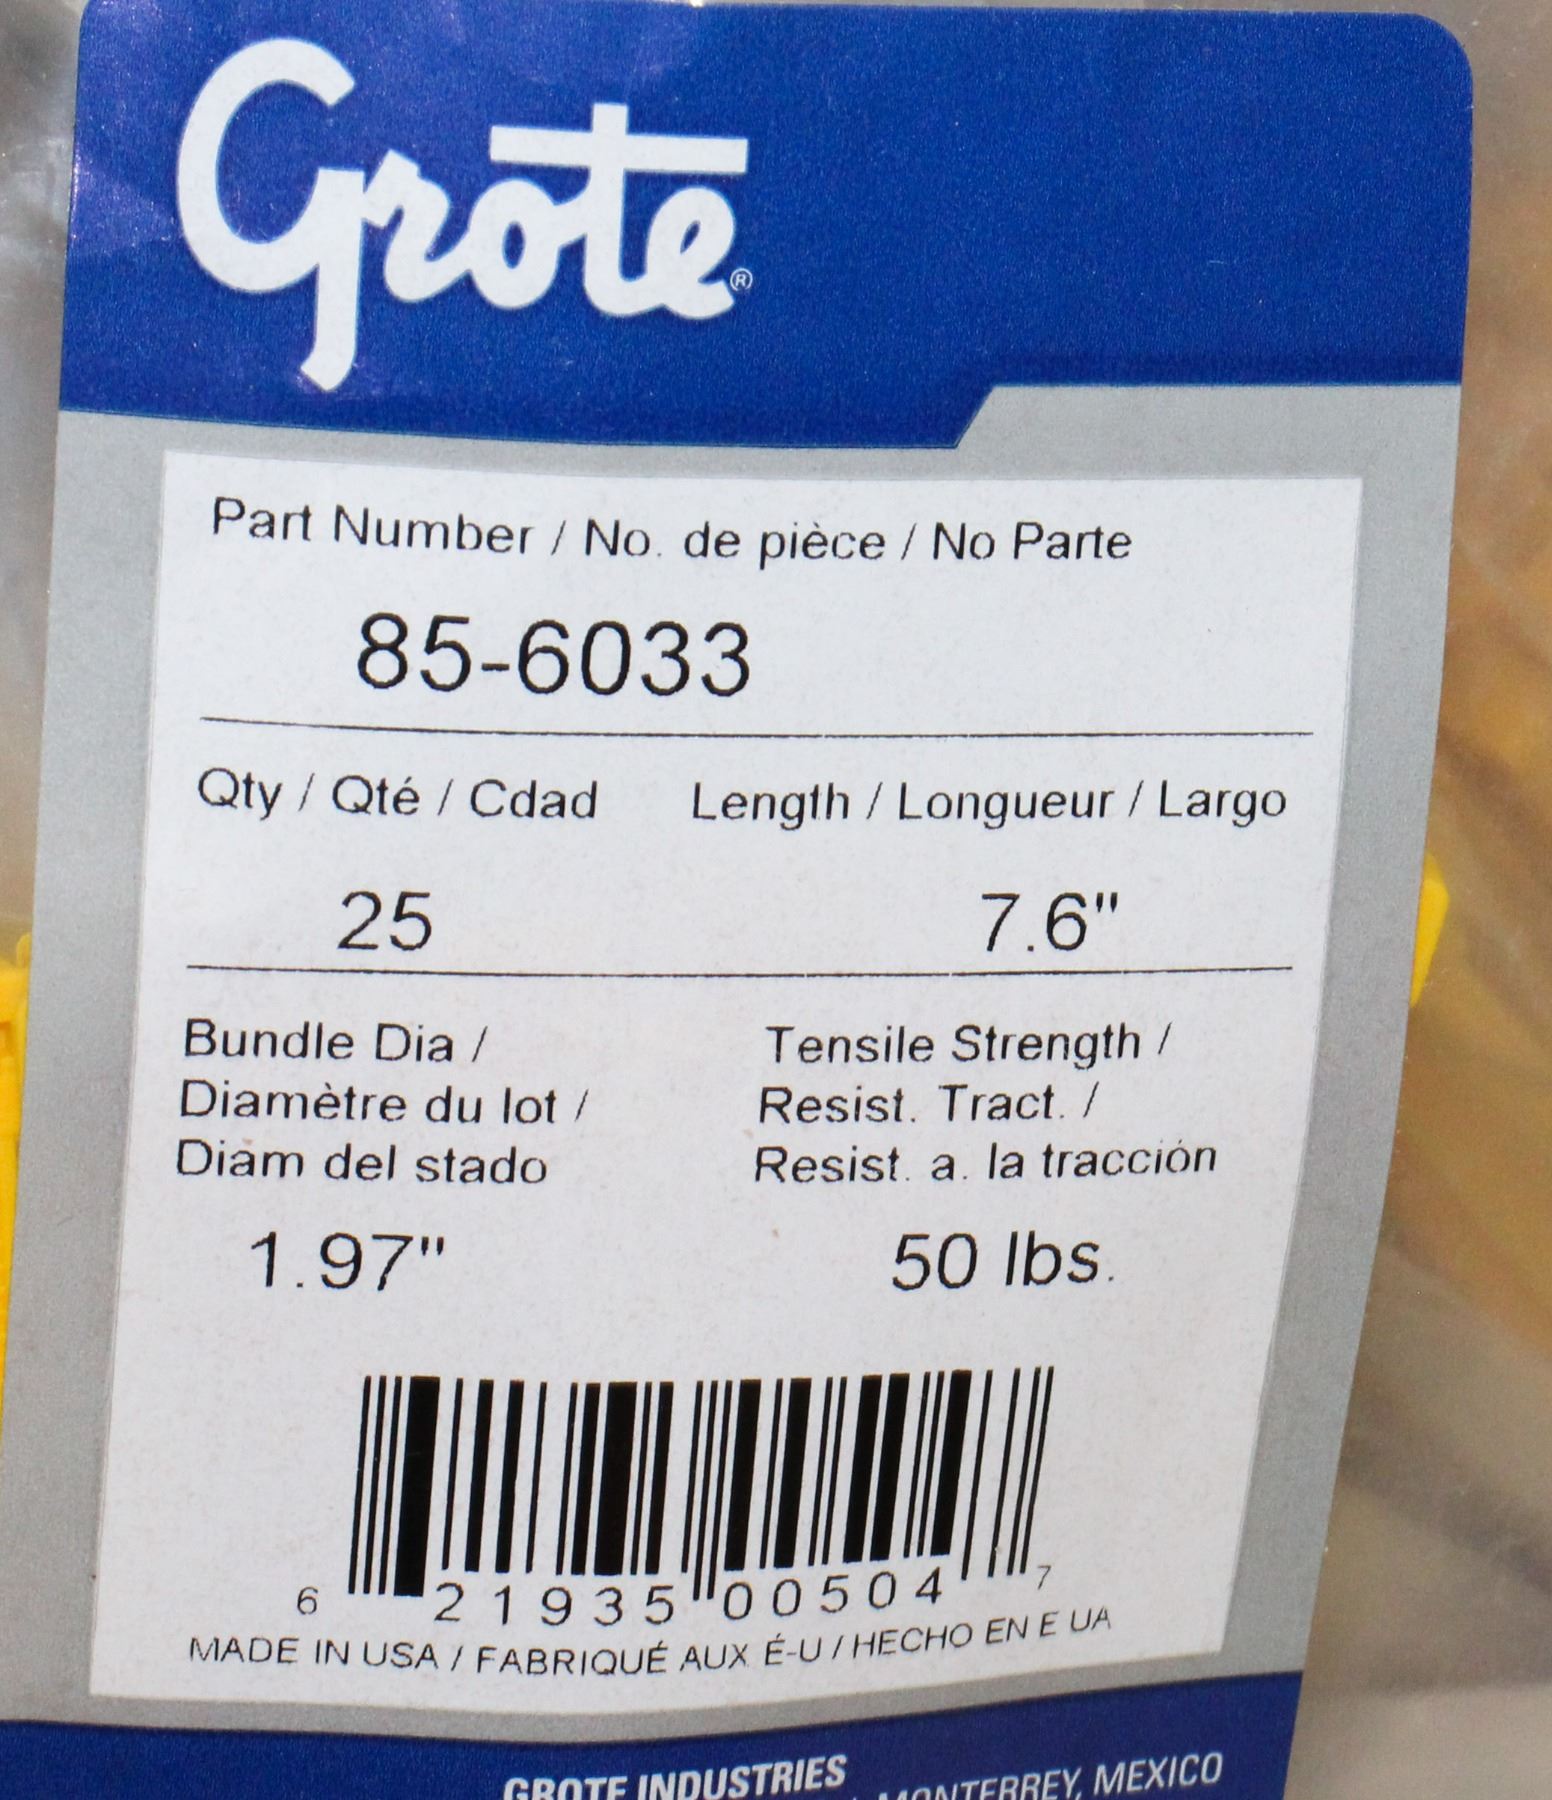 Grote®
Part Number / No. de pièce / No Parte
85-6033
Qty / Qté / Cdad Length / Longueur / Largo
25 7.6"
Bundle Dia / Tensile Strength /
Diamètre du lot / Resist. Tract. /
Diam del stado Resist. a. la tracción
1.97" 50 lbs.
6 21935 00504 7
MADE IN USA / FABRIQUÉ AUX É-U / HECHO EN E UA
GROTE INDUSTRIES
MONTERREY, MEXICO